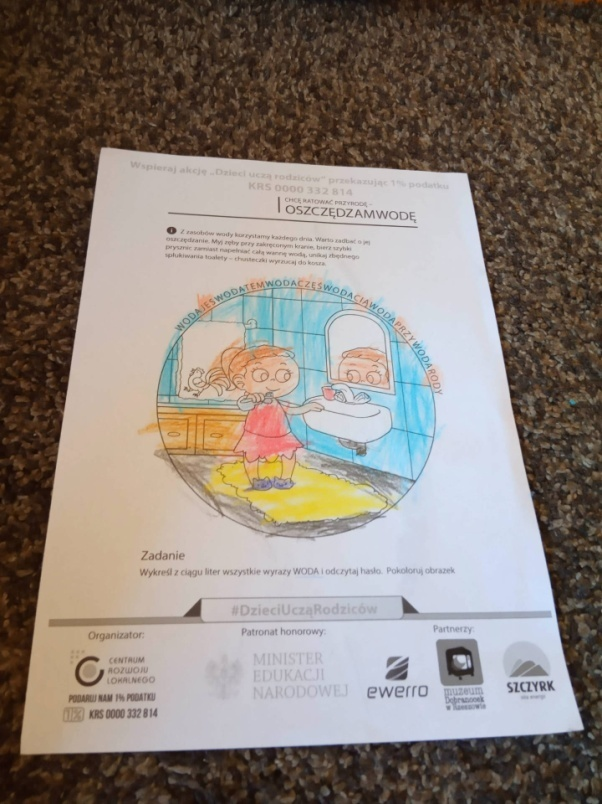 Wspieraj akcję „Dzieci uczą rodziców" przekazując 1% podatku
KRS 0000 332 814
CHCĘ RATOWAĆ PRZYRODĘ –
OSZCZĘDZAMWODĘ
Z zasobów wody korzystamy każdego dnia. Warto zadbać o jej
oszczędzanie. Myj zęby przy zakręconym kranie, bierz szybki
prysznic zamiast napełniać całą wannę wodą, unikaj zbędnego
spłukiwania toalety – chusteczki wyrzucaj do kosza.
WODAJEŚWODATEMWODACZĘŚWODACIĄWODAPRZYWODARODY
Zadanie
Wykreśl z ciągu liter wszystkie wyrazy WODA i odczytaj hasło. Pokoloruj obrazek
#DzieciUcząRodziców
Organizator:
CENTRUM
ROZWOJU
LOKALNEGO
PODARUJ NAM 1% PODATKU
1% KRS 0000 332 814
Patronat honorowy:
MINISTER
EDUKACJI
NARODOWEJ
Partnerzy:
ewerro
muzeum
Dobranocek
w Rzeszowie
SZCZYRK